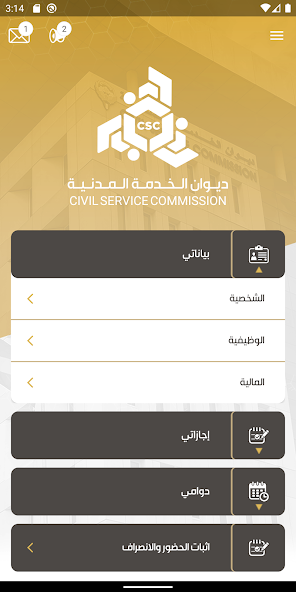 3:14
1
2
CSC
ديوان الخدمة المدنية
CIVIL SERVICE COMMISSION
بياناتي
الشخصية
الوظيفية
المالية
إجازاتي
دوامي
اثبات الحضور والانصراف